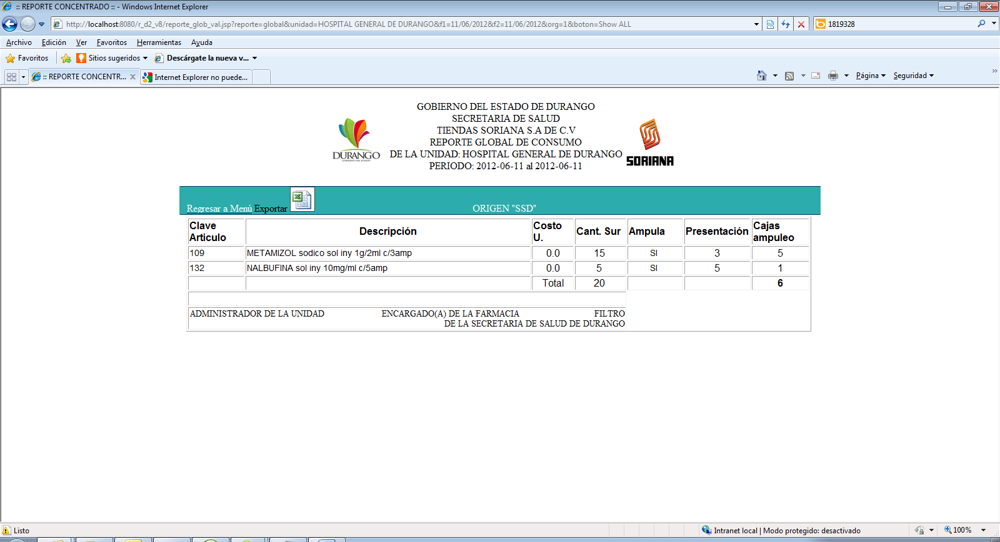 :: REPORTE CONCENTRADO :: - Windows Internet Explorer
http://localhost:8080/r_d2_v8/reporte_glob_val.jsp?reporte=global&unidad=HOSPITAL GENERAL DE DURANGO&f1=11/06/2012&f2=11/06/2012&org=1&boton=Show ALL
1819328
Archivo Edición Ver Favoritos Herramientas Ayuda
Favoritos Sitios sugeridos Descárgate la nueva v...
:: REPORTE CONCENTR... Internet Explorer no puede...
Página Seguridad
GOBIERNO DEL ESTADO DE DURANGO
SECRETARIA DE SALUD
TIENDAS SORIANA S.A DE C.V
REPORTE GLOBAL DE CONSUMO
DE LA UNIDAD: HOSPITAL GENERAL DE DURANGO
PERIODO: 2012-06-11 al 2012-06-11
DURANGO
GOBIERNO DEL ESTADO
SORIANA
Regresar a Menú Exportar ORIGEN "SSD"
Clave Articulo Descripción Costo U. Cant. Sur Ampula Presentación Cajas ampuleo
109 METAMIZOL sodico sol iny 1g/2ml c/3amp 0.0 15 SI 3 5
132 NALBUFINA sol iny 10mg/ml c/5amp 0.0 5 SI 5 1
Total 20 6
ADMINISTRADOR DE LA UNIDAD ENCARGADO(A) DE LA FARMACIA FILTRO
DE LA SECRETARIA DE SALUD DE DURANGO
Listo Intranet local | Modo protegido: desactivado 100%